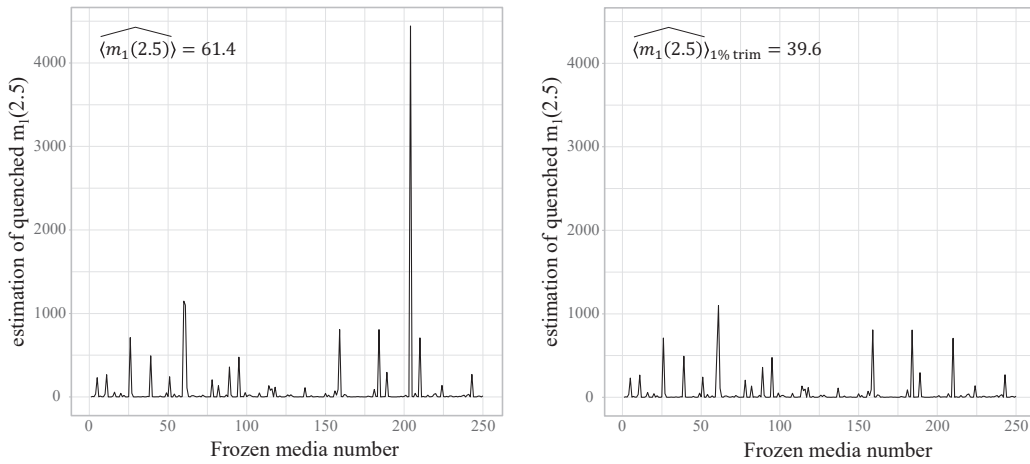 ⟨m₁(2.5)⟩ = 61.4
estimation of quenched m₁(2.5)
4000
3000
2000
1000
0
0 50 100 150 200 250
Frozen media number
⟨m₁(2.5)⟩₁% trim = 39.6
estimation of quenched m₁(2.5)
4000
3000
2000
1000
0
0 50 100 150 200 250
Frozen media number